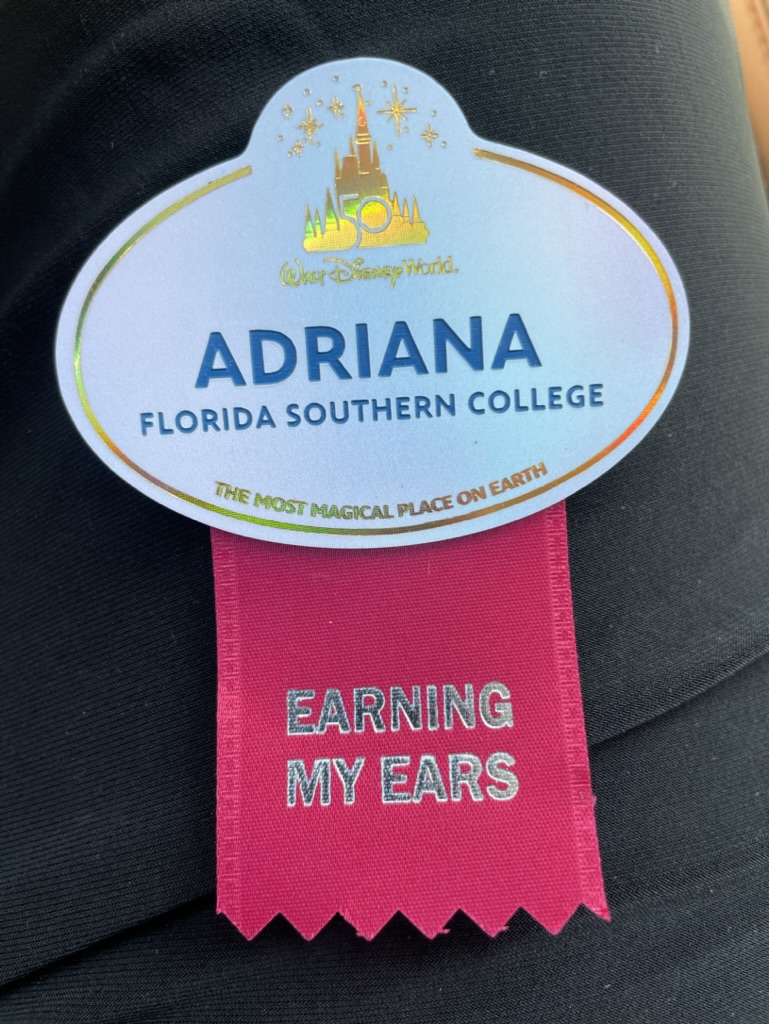 50
Walt Disney World.
ADRIANA
FLORIDA SOUTHERN COLLEGE
THE MOST MAGICAL PLACE ON EARTH
EARNING
MY EARS